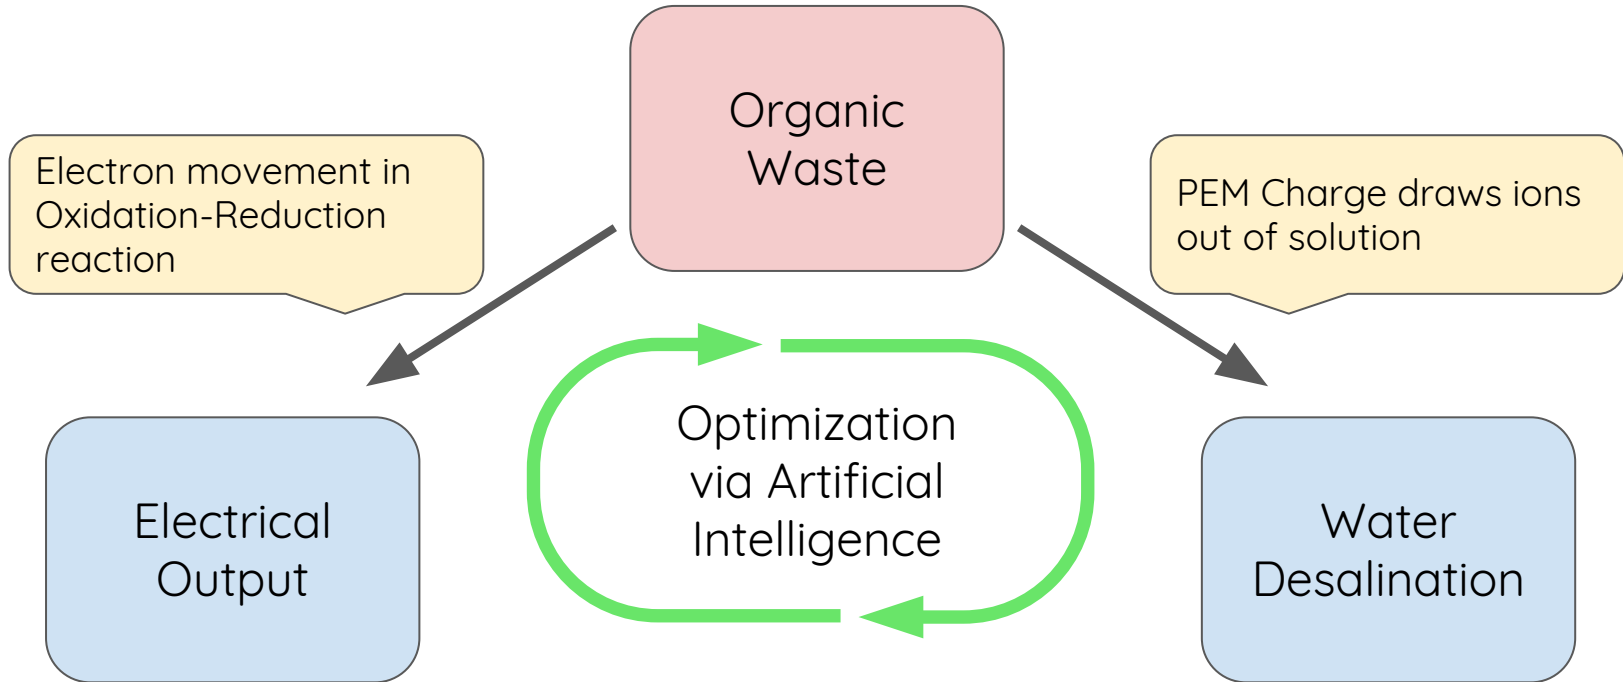 Organic
Waste
Electron movement in
Oxidation-Reduction
reaction
PEM Charge draws ions
out of solution
Optimization
via Artificial
Intelligence
Electrical
Output
Water
Desalination